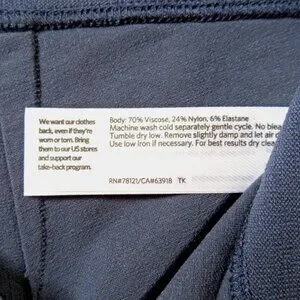 We want our clothes
back, even if they're
worn or torn. Bring
them to our US stores
and support our
take-back program.
Body: 70% Viscose, 24% Nylon, 6% Elastane
Machine wash cold separately gentle cycle. No blea
Tumble dry low. Remove slightly damp and let air d
Use low iron if necessary. For best results dry clea
RN#78121/CA#63918 TK